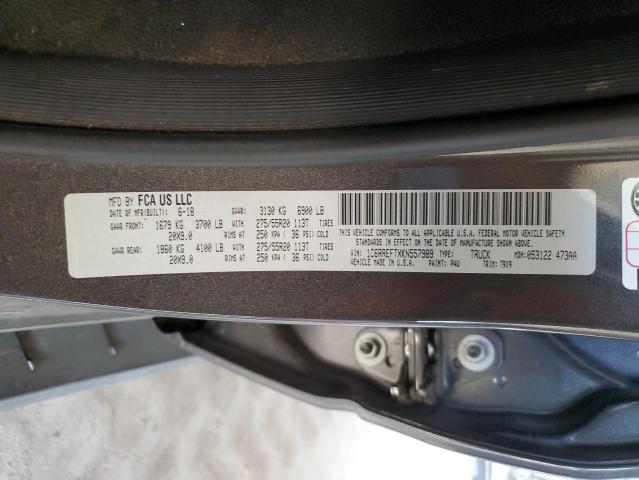 MFD BY FCA US LLC
DATE OF MFR(BUILT): 6-18 GVWR: 3130 KG 6900 LB
GAWR FRONT: 1679 KG 3700 LB WITH 275/55R20 113T TIRES
20X9.0 RIMS AT 250 KPA ( 36 PSI) COLD
GAWR REAR: 1860 KG 4100 LB WITH 275/55R20 113T TIRES
20X9.0 RIMS AT 250 KPA ( 36 PSI) COLD
THIS VEHICLE CONFORMS TO ALL APPLICABLE U.S.A. FEDERAL MOTOR VEHICLE SAFETY
STANDARDS IN EFFECT ON THE DATE OF MANUFACTURE SHOWN ABOVE.
VIN: 1C6RREFTXKN557989 TYPE: TRUCK MDH: 053122 473AA
VEHICLE MADE IN U.S.A. PAINT: PAU TRIM: T9X9